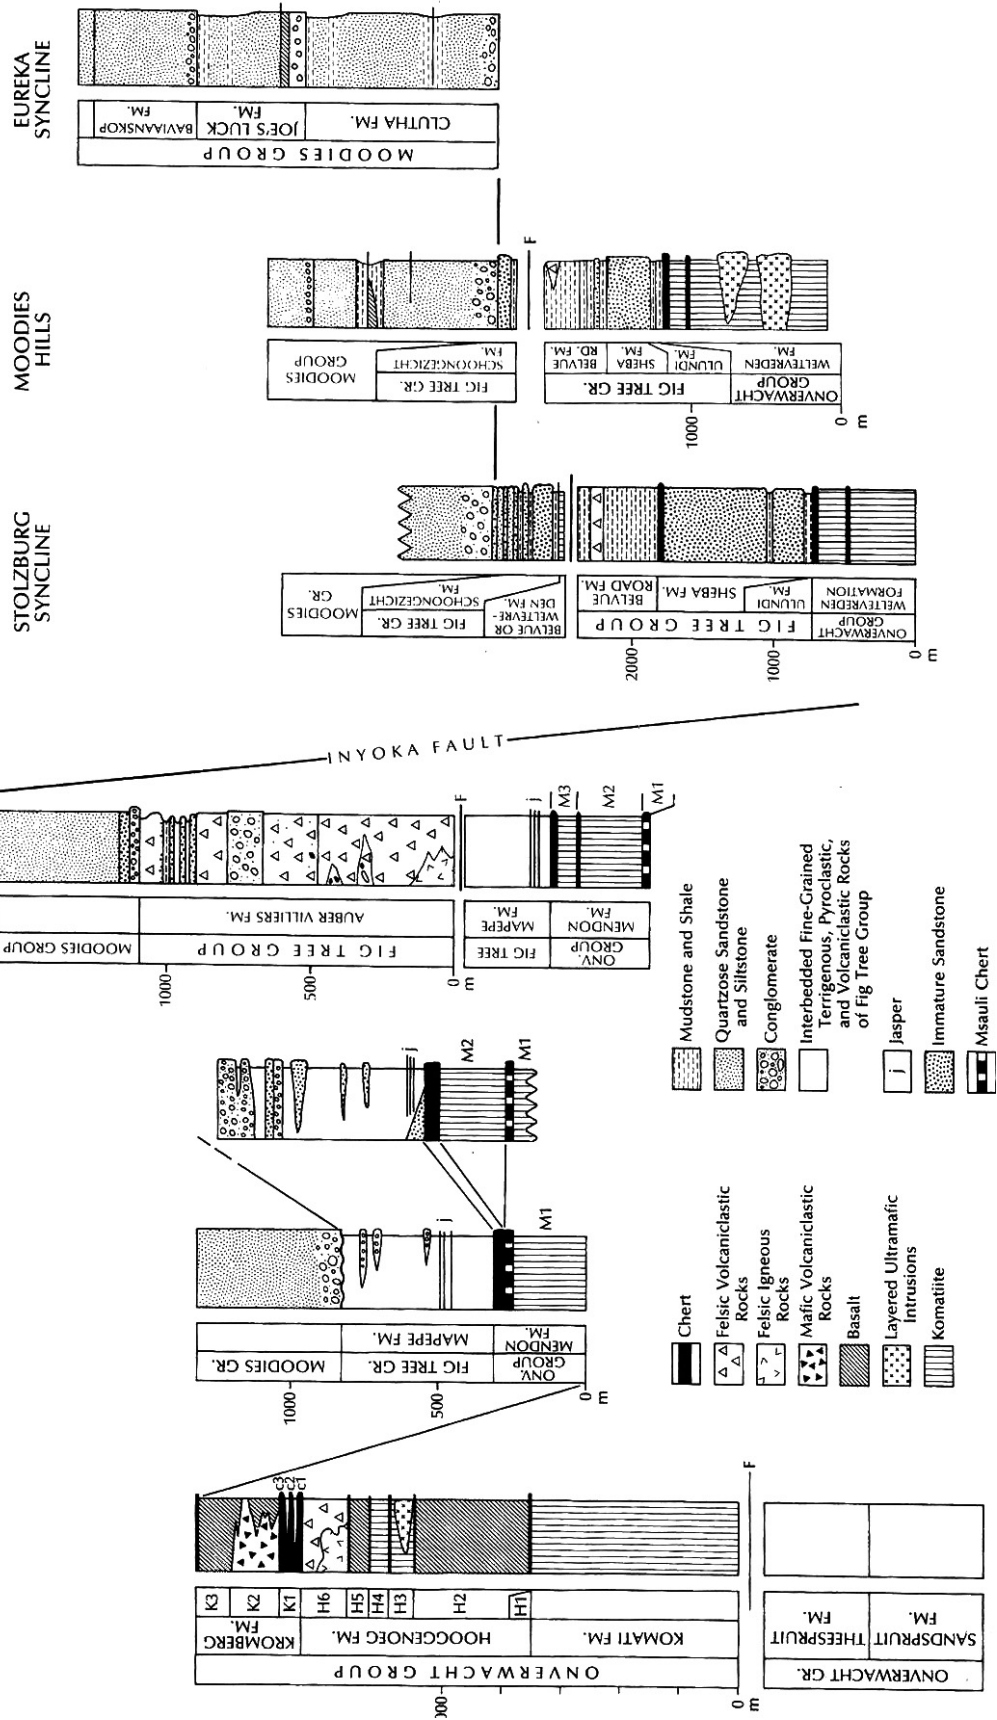 EUREKA
SYNCLINE
BAVIAANSKOP
FM.
JOE'S LUCK
FM.
CLUTHA FM.
MOODIES GROUP
MOODIES
HILLS
F
MOODIES
GROUP
SCHOONGEZICHT
FM.
FIG TREE GR.
BELVUE
RD. FM.
SHEBA
FM.
ULUNDI
FM.
WELTEVREDEN
FM.
FIG TREE GR.
ONVERWACHT
GROUP
1000
0
m
STOLZBURG
SYNCLINE
MOODIES
GR.
SCHOONGEZICHT
FM.
FIG TREE GR.
BELVUE OR
WELTEVRE-
DEN FM.
BELVUE
ROAD FM.
SHEBA FM.
ULUNDI
FM.
WELTEVREDEN
FORMATION
FIG TREE GROUP
ONVERWACHT
GROUP
2000
1000
0
m
INYOKA FAULT
F
j
M3
M2
M1
AUBER VILLIERS FM.
MAPEPE
FM.
MENDON
FM.
MOODIES GROUP
FIG TREE GROUP
FIG TREE
ONV.
GROUP
1000
500
0
m
j
M2
M1
j
M1
MAPEPE FM.
MENDON
FM.
MOODIES GR.
FIG TREE GR.
ONV.
GROUP
1000
500
0
m
c3
c2
c1
F
K3
K2
K1
H6
H5
H4
H3
H2
H1
KROMBERG
FM.
HOOGGENOEG FM.
KOMATI FM.
ONVERWACHT GROUP
000
0
m
THEESPRUIT
FM.
SANDSPRUIT
FM.
ONVERWACHT GR.
Mudstone and Shale
Quartzose Sandstone
and Siltstone
Conglomerate
Interbedded Fine-Grained
Terrigenous, Pyroclastic,
and Volcaniclastic Rocks
of Fig Tree Group
j
Jasper
Immature Sandstone
Msauli Chert
Chert
Felsic Volcaniclastic
Rocks
Felsic Igneous
Rocks
Mafic Volcaniclastic
Rocks
Basalt
Layered Ultramafic
Intrusions
Komatiite